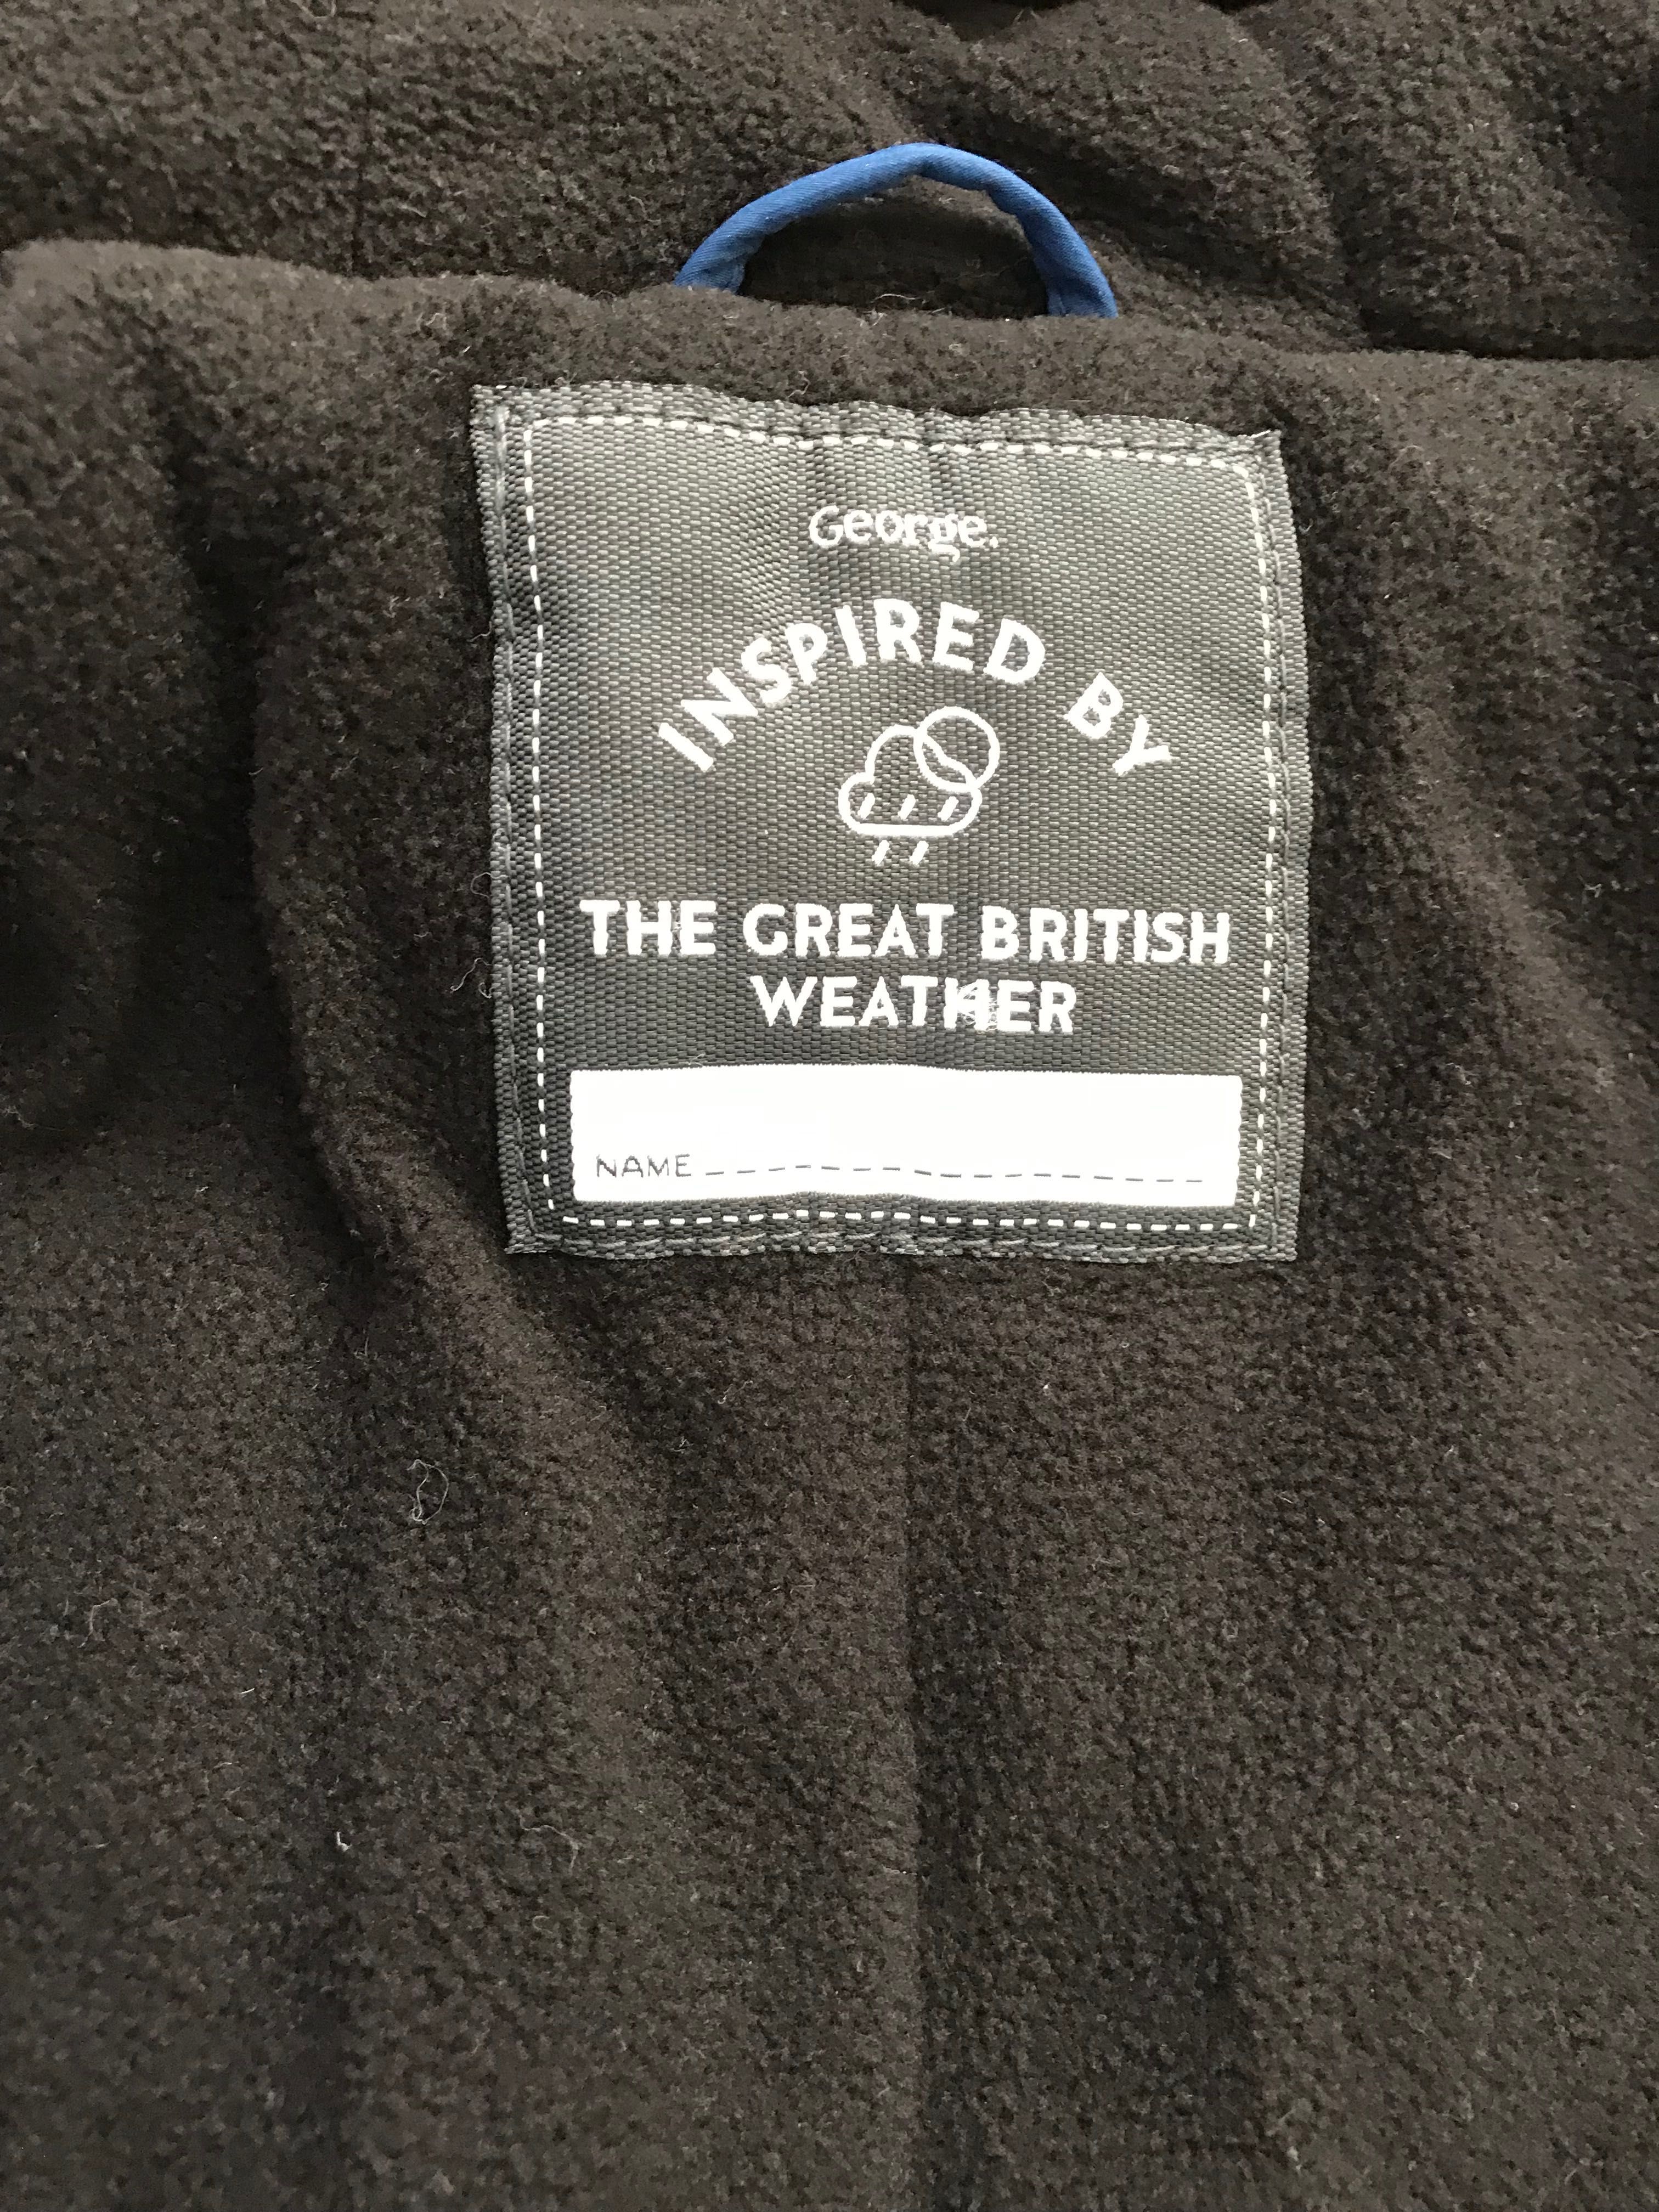 George.
INSPIRED BY
THE GREAT BRITISH
WEATHER
NAME